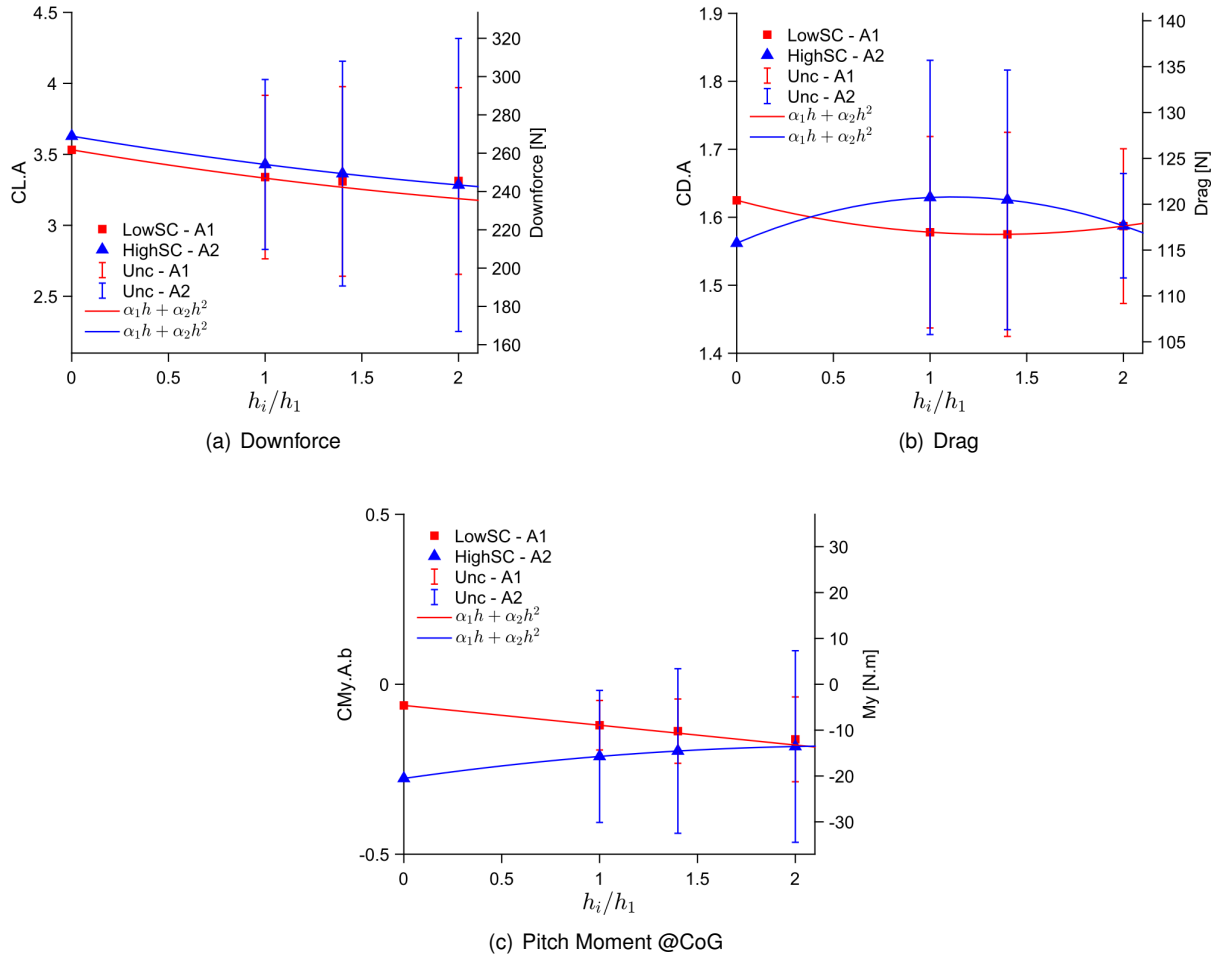 4.5
4
3.5
3
2.5
CL.A
320
300
280
260
240
220
200
180
160
Downforce [N]
LowSC - A1
HighSC - A2
Unc - A1
Unc - A2
α₁h + α₂h²
α₁h + α₂h²
0 0.5 1 1.5 2
hᵢ/h₁
(a) Downforce
1.9
1.8
1.7
1.6
1.5
1.4
CD.A
140
135
130
125
120
115
110
105
Drag [N]
LowSC - A1
HighSC - A2
Unc - A1
Unc - A2
α₁h + α₂h²
α₁h + α₂h²
0 0.5 1 1.5 2
hᵢ/h₁
(b) Drag
0.5
0
-0.5
CMy.A.b
30
20
10
0
-10
-20
-30
My [N.m]
LowSC - A1
HighSC - A2
Unc - A1
Unc - A2
α₁h + α₂h²
α₁h + α₂h²
0 0.5 1 1.5 2
hᵢ/h₁
(c) Pitch Moment @CoG